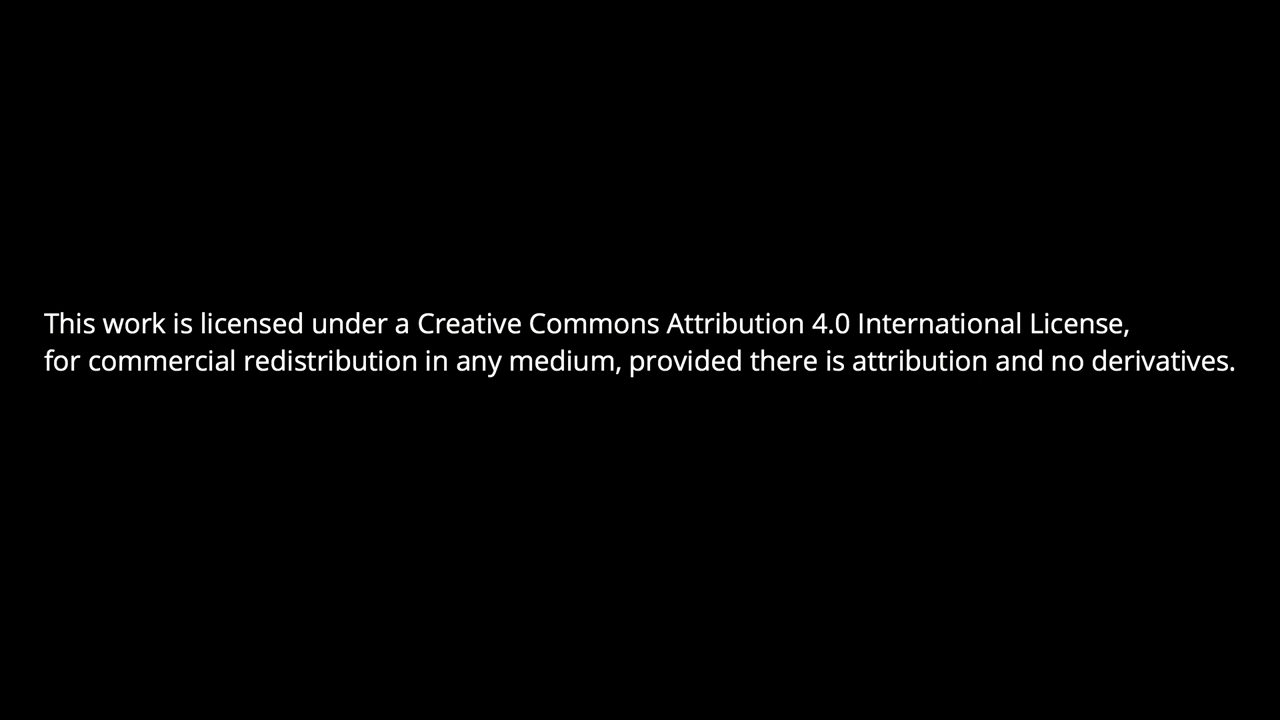 This work is licensed under a Creative Commons Attribution 4.0 International License,
for commercial redistribution in any medium, provided there is attribution and no derivatives.